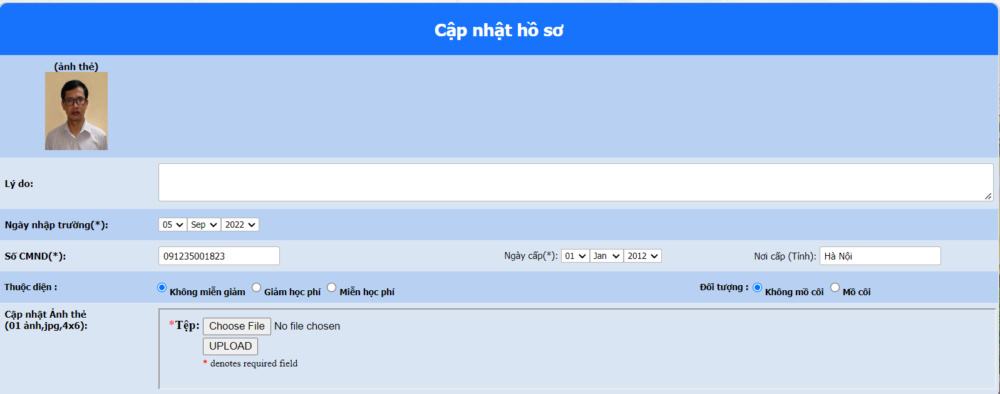 Cập nhật hồ sơ
(ảnh thẻ)
Lý do:
Ngày nhập trường(*): 05 Sep 2022
Số CMND(*): 091235001823 Ngày cấp(*): 01 Jan 2012 Nơi cấp (Tỉnh): Hà Nội
Thuộc diện : Không miễn giảm Giảm học phí Miễn học phí Đối tượng : Không mồ côi Mồ côi
Cập nhật Ảnh thẻ
(01 ảnh,jpg,4x6):
*Tệp: Choose File No file chosen
UPLOAD
* denotes required field